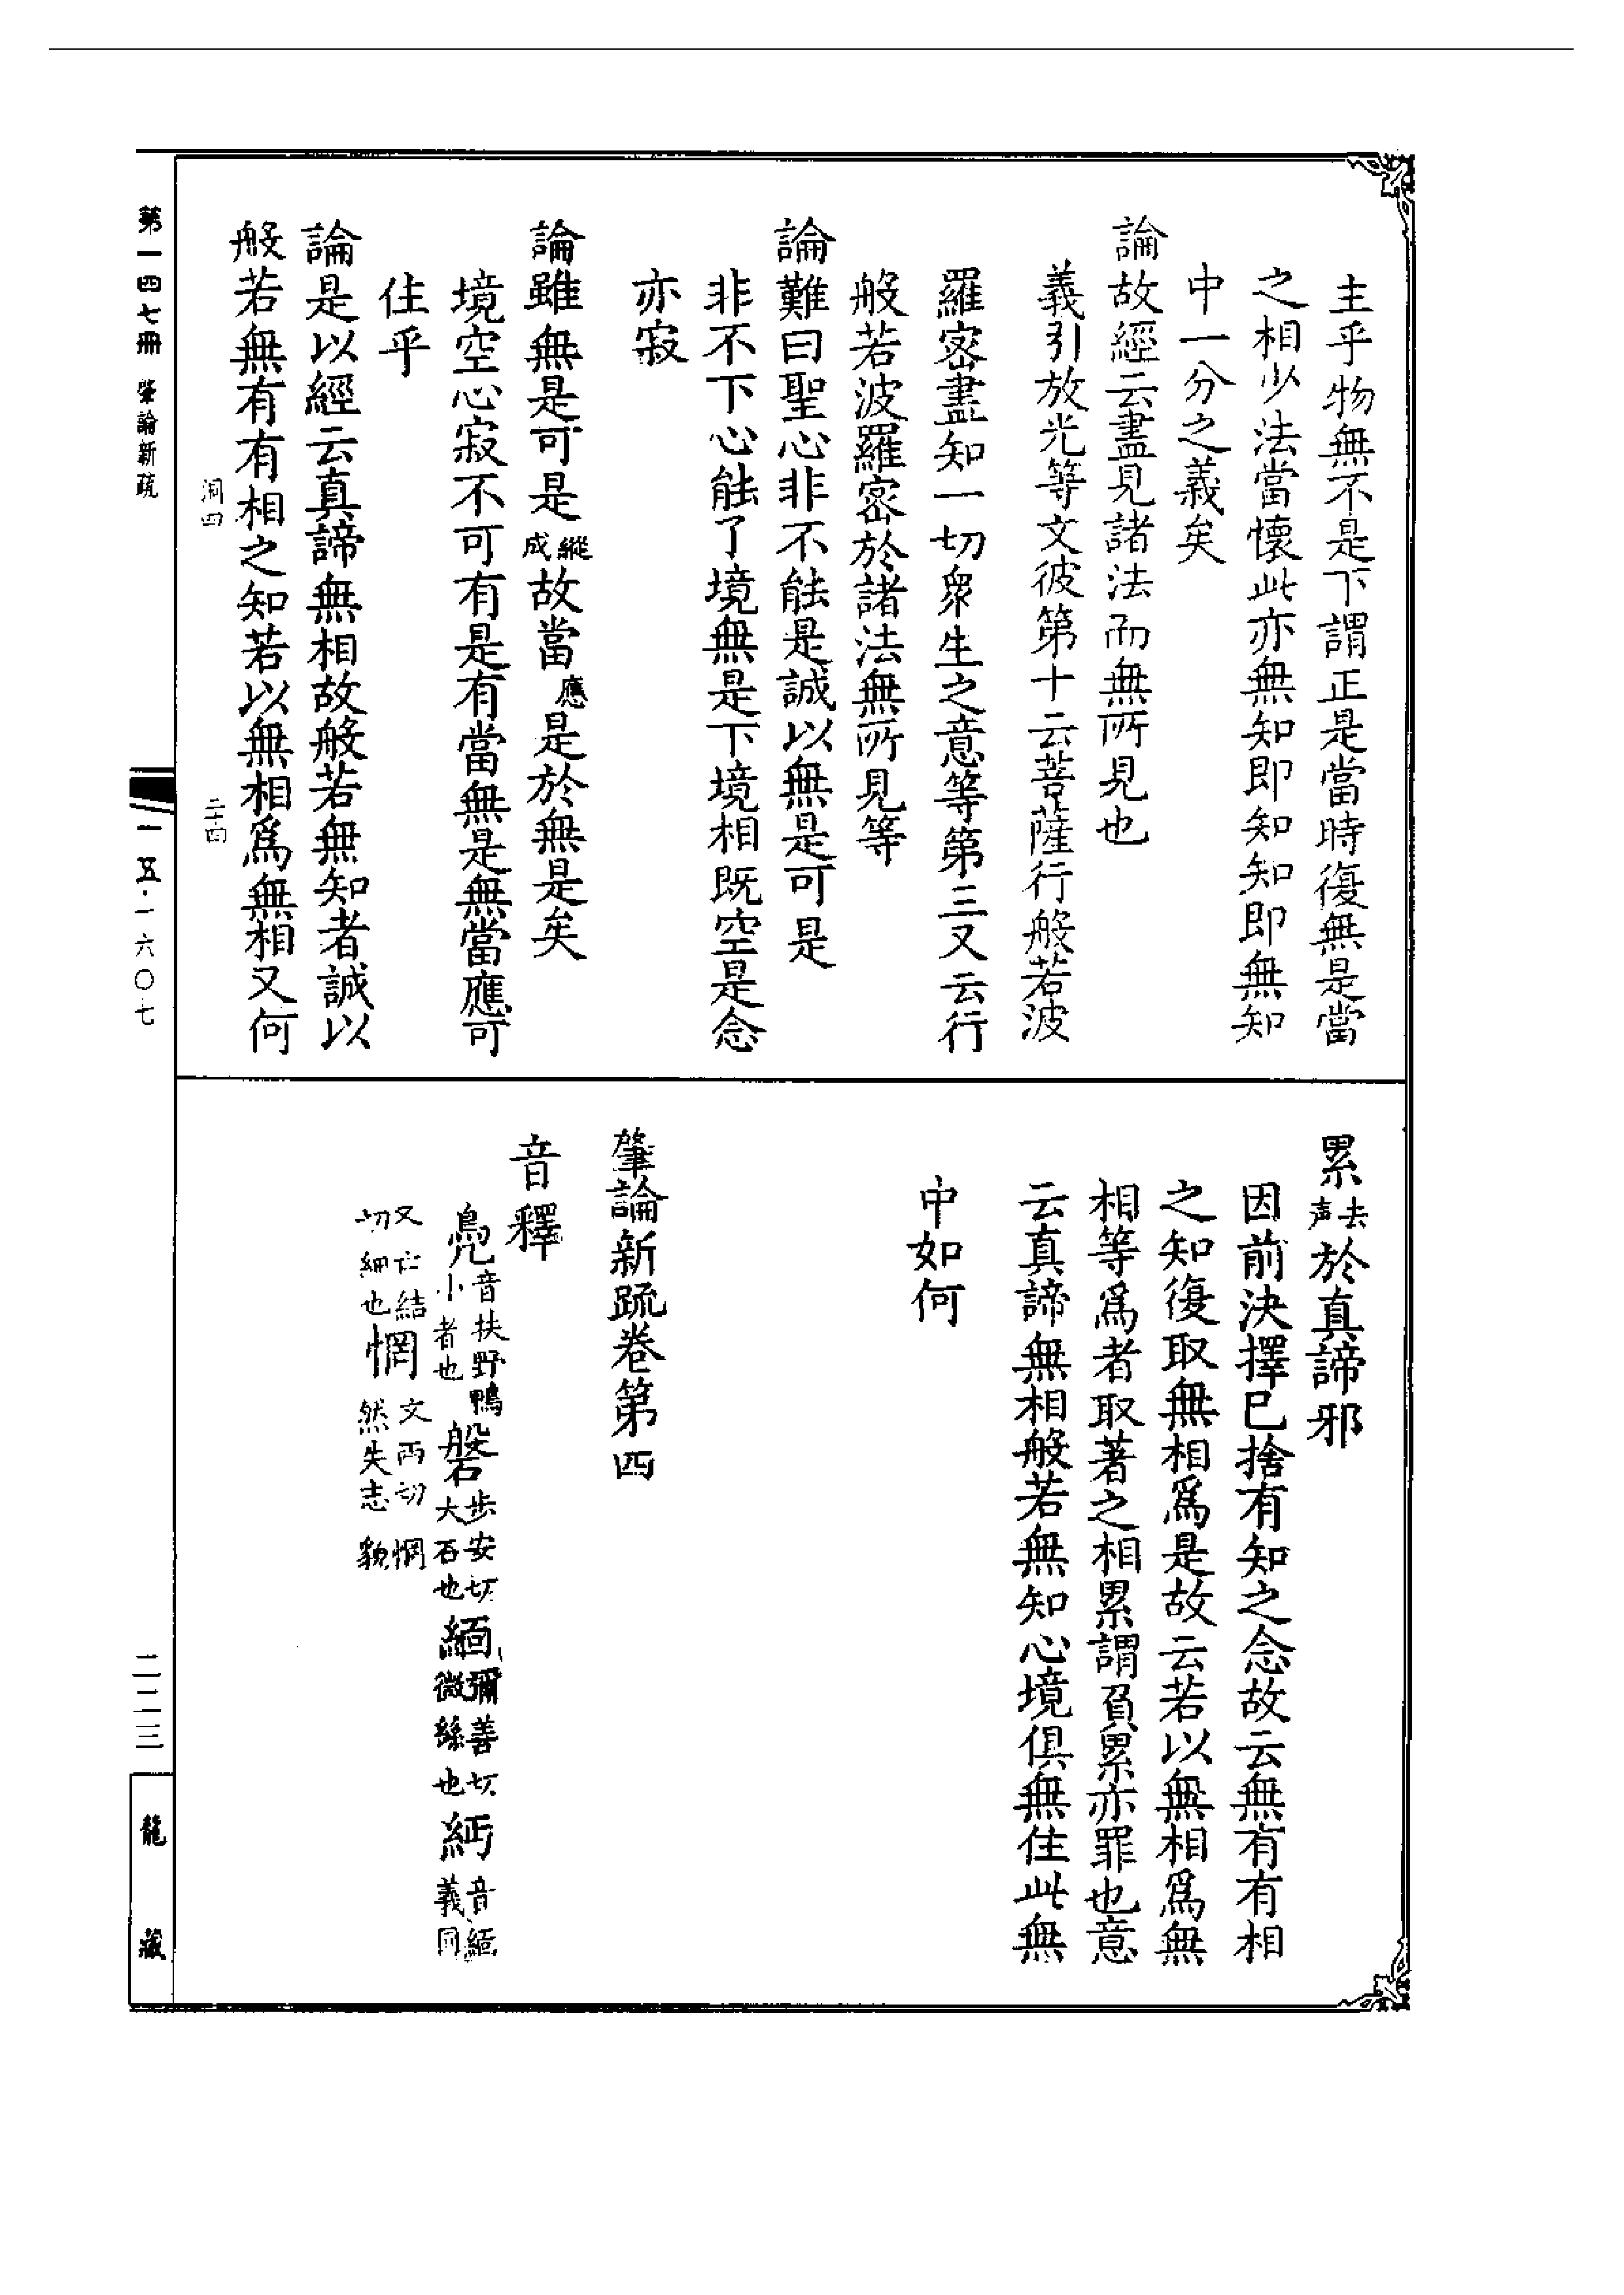 主乎物無不是下謂正是當時復無是當
之相少法當懷此亦無知即知知即無知
中一分之義矣
論故經云盡見諸法而無所見也
義引放光等文彼第十云菩薩行般若波
羅密盡知一切衆生之意等第三又云行
般若波羅密於諸法無所見等
論難曰聖心非不能是誠以無是可是
非不下心能了境無是下境相既空是念
亦寂
論雖無是可是縱成故當應是於無是矣
境空心寂不可有是有當無是無當應可
住乎
論是以經云真諦無相故般若無知者誠以
般若無有有相之知若以無相爲無相又何
洞四
二十四
累去声於真諦邪
因前決擇已捨有知之念故云無有有相
之知復取無相爲是故云若以無相爲無
相等爲者取著之相累謂負累亦罪也意
云真諦無相般若無知心境俱無住此無
中如何
肇論新疏卷第四
音釋
鳧音扶野鴨小者也 磐步安切大石也 緬彌善切微絲也 䋛音緬義同
又亡結切細也 惘文两切惘然失志貌
第一四七冊 肇論新疏
一五·一六〇七
二二三
龍藏